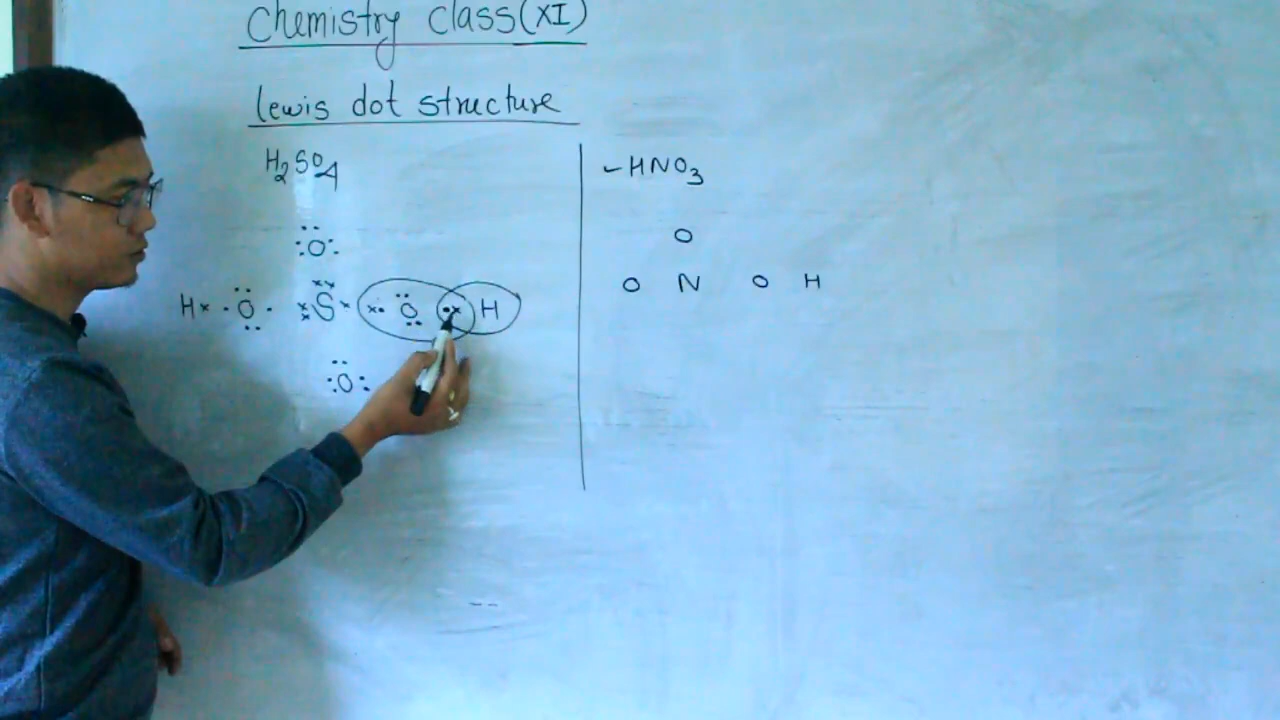 Chemistry class(XI)
lewis dot structure
H₂SO₄
:Ö:
H× ·Ö· ×S× ×·Ö·×H
:Ö:
-HNO₃
O
O N O H